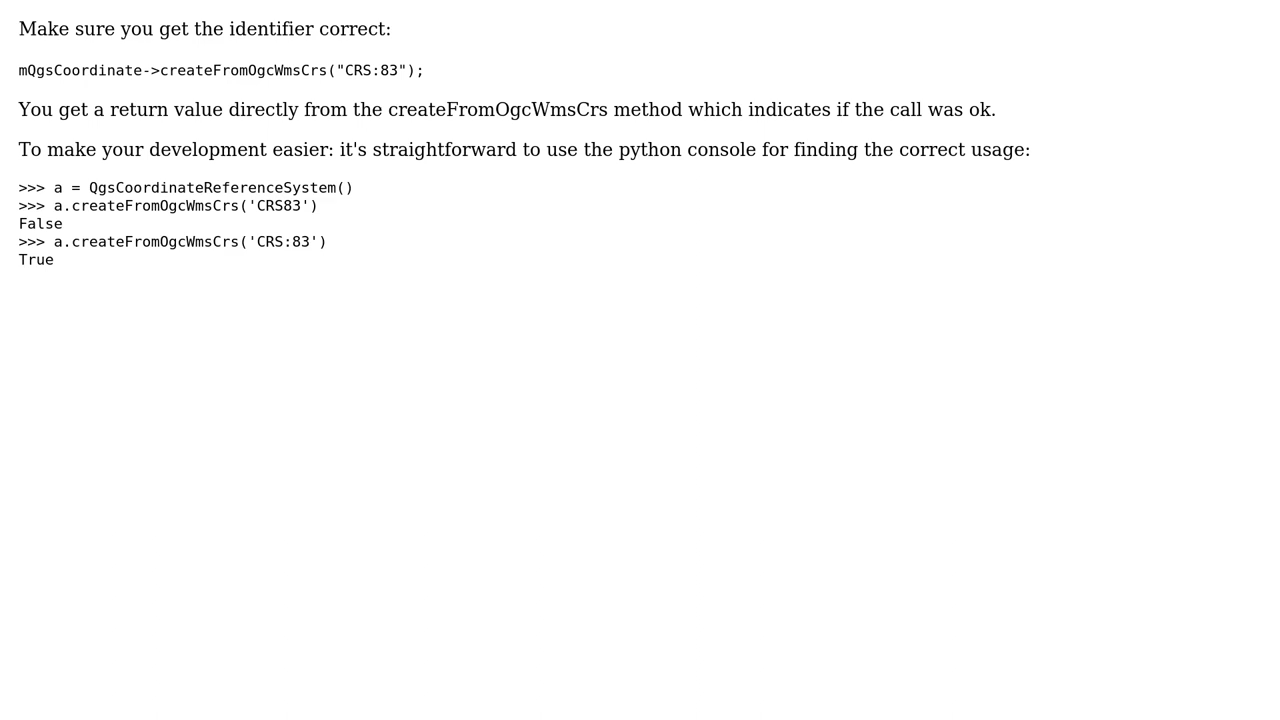 Make sure you get the identifier correct:
mQgsCoordinate->createFromOgcWmsCrs("CRS:83");
You get a return value directly from the createFromOgcWmsCrs method which indicates if the call was ok.
To make your development easier: it's straightforward to use the python console for finding the correct usage:
>>> a = QgsCoordinateReferenceSystem()
>>> a.createFromOgcWmsCrs('CRS83')
False
>>> a.createFromOgcWmsCrs('CRS:83')
True